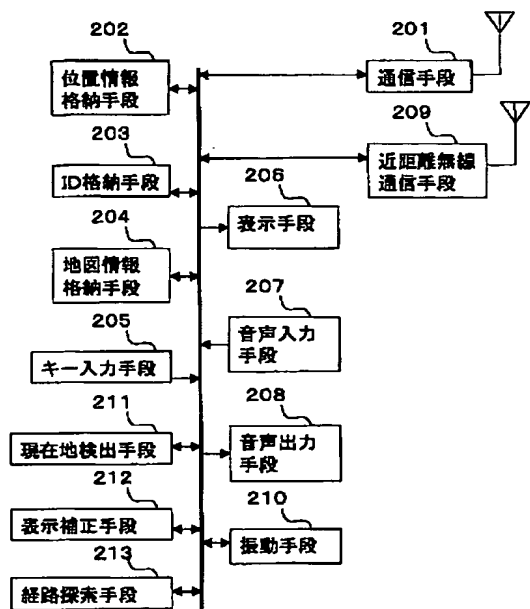 202
位置情報
格納手段
203
ID格納手段
204
地図情報
格納手段
205
キー入力手段
211
現在地検出手段
212
表示補正手段
213
経路探索手段
201
通信手段
209
近距離無線
通信手段
206
表示手段
207
音声入力
手段
208
音声出力
手段
210
振動手段